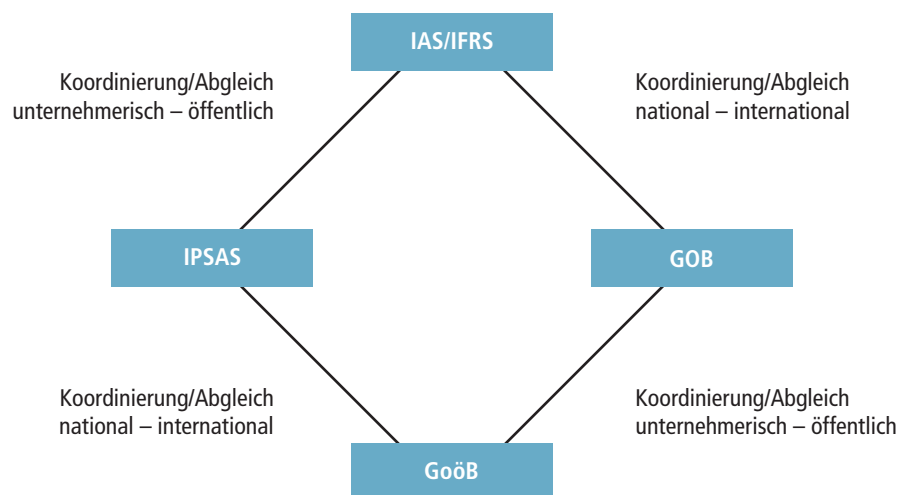 IAS/IFRS
Koordinierung/Abgleich
unternehmerisch – öffentlich
Koordinierung/Abgleich
national – international
IPSAS
GOB
Koordinierung/Abgleich
national – international
Koordinierung/Abgleich
unternehmerisch – öffentlich
GoöB